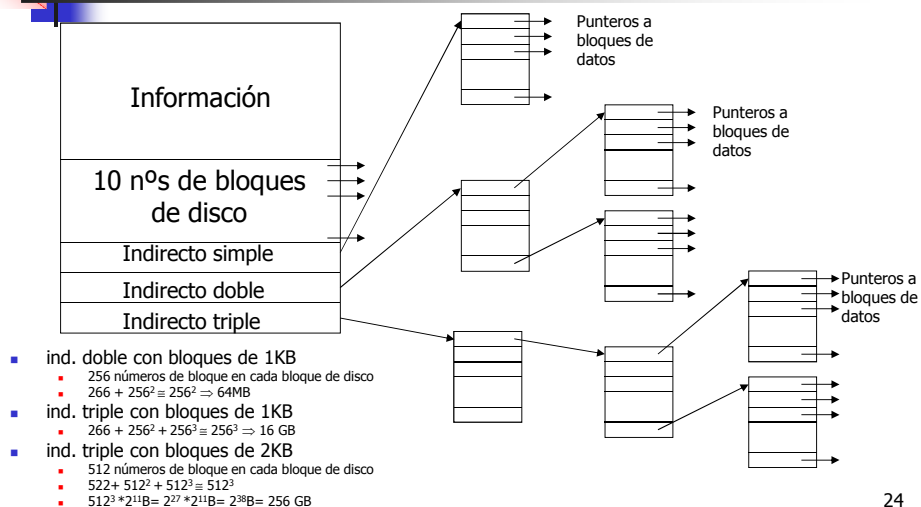 Información
10 nºs de bloques
de disco
Indirecto simple
Indirecto doble
Indirecto triple
Punteros a
bloques de
datos
Punteros a
bloques de
datos
Punteros a
bloques de
datos
ind. doble con bloques de 1KB
256 números de bloque en cada bloque de disco
266 + 256² ≅ 256² ⇒ 64MB
ind. triple con bloques de 1KB
266 + 256² + 256³ ≅ 256³ ⇒ 16 GB
ind. triple con bloques de 2KB
512 números de bloque en cada bloque de disco
522+ 512² + 512³ ≅ 512³
512³ *2¹¹B= 2²⁷ *2¹¹B= 2³⁸B= 256 GB
24